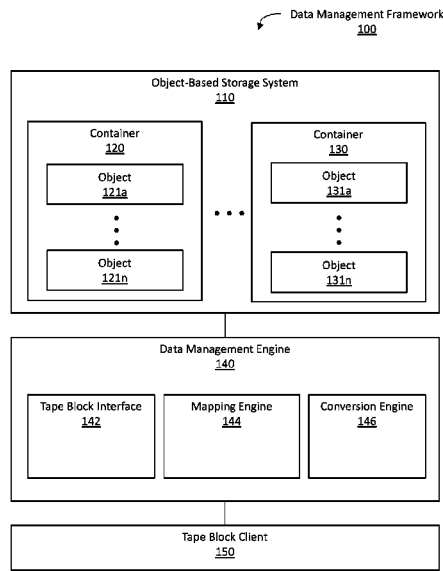 Data Management Framework
100
Object-Based Storage System
110
Container
120
Object
121a
Object
121n
Container
130
Object
131a
Object
131n
Data Management Engine
140
Tape Block Interface
142
Mapping Engine
144
Conversion Engine
146
Tape Block Client
150